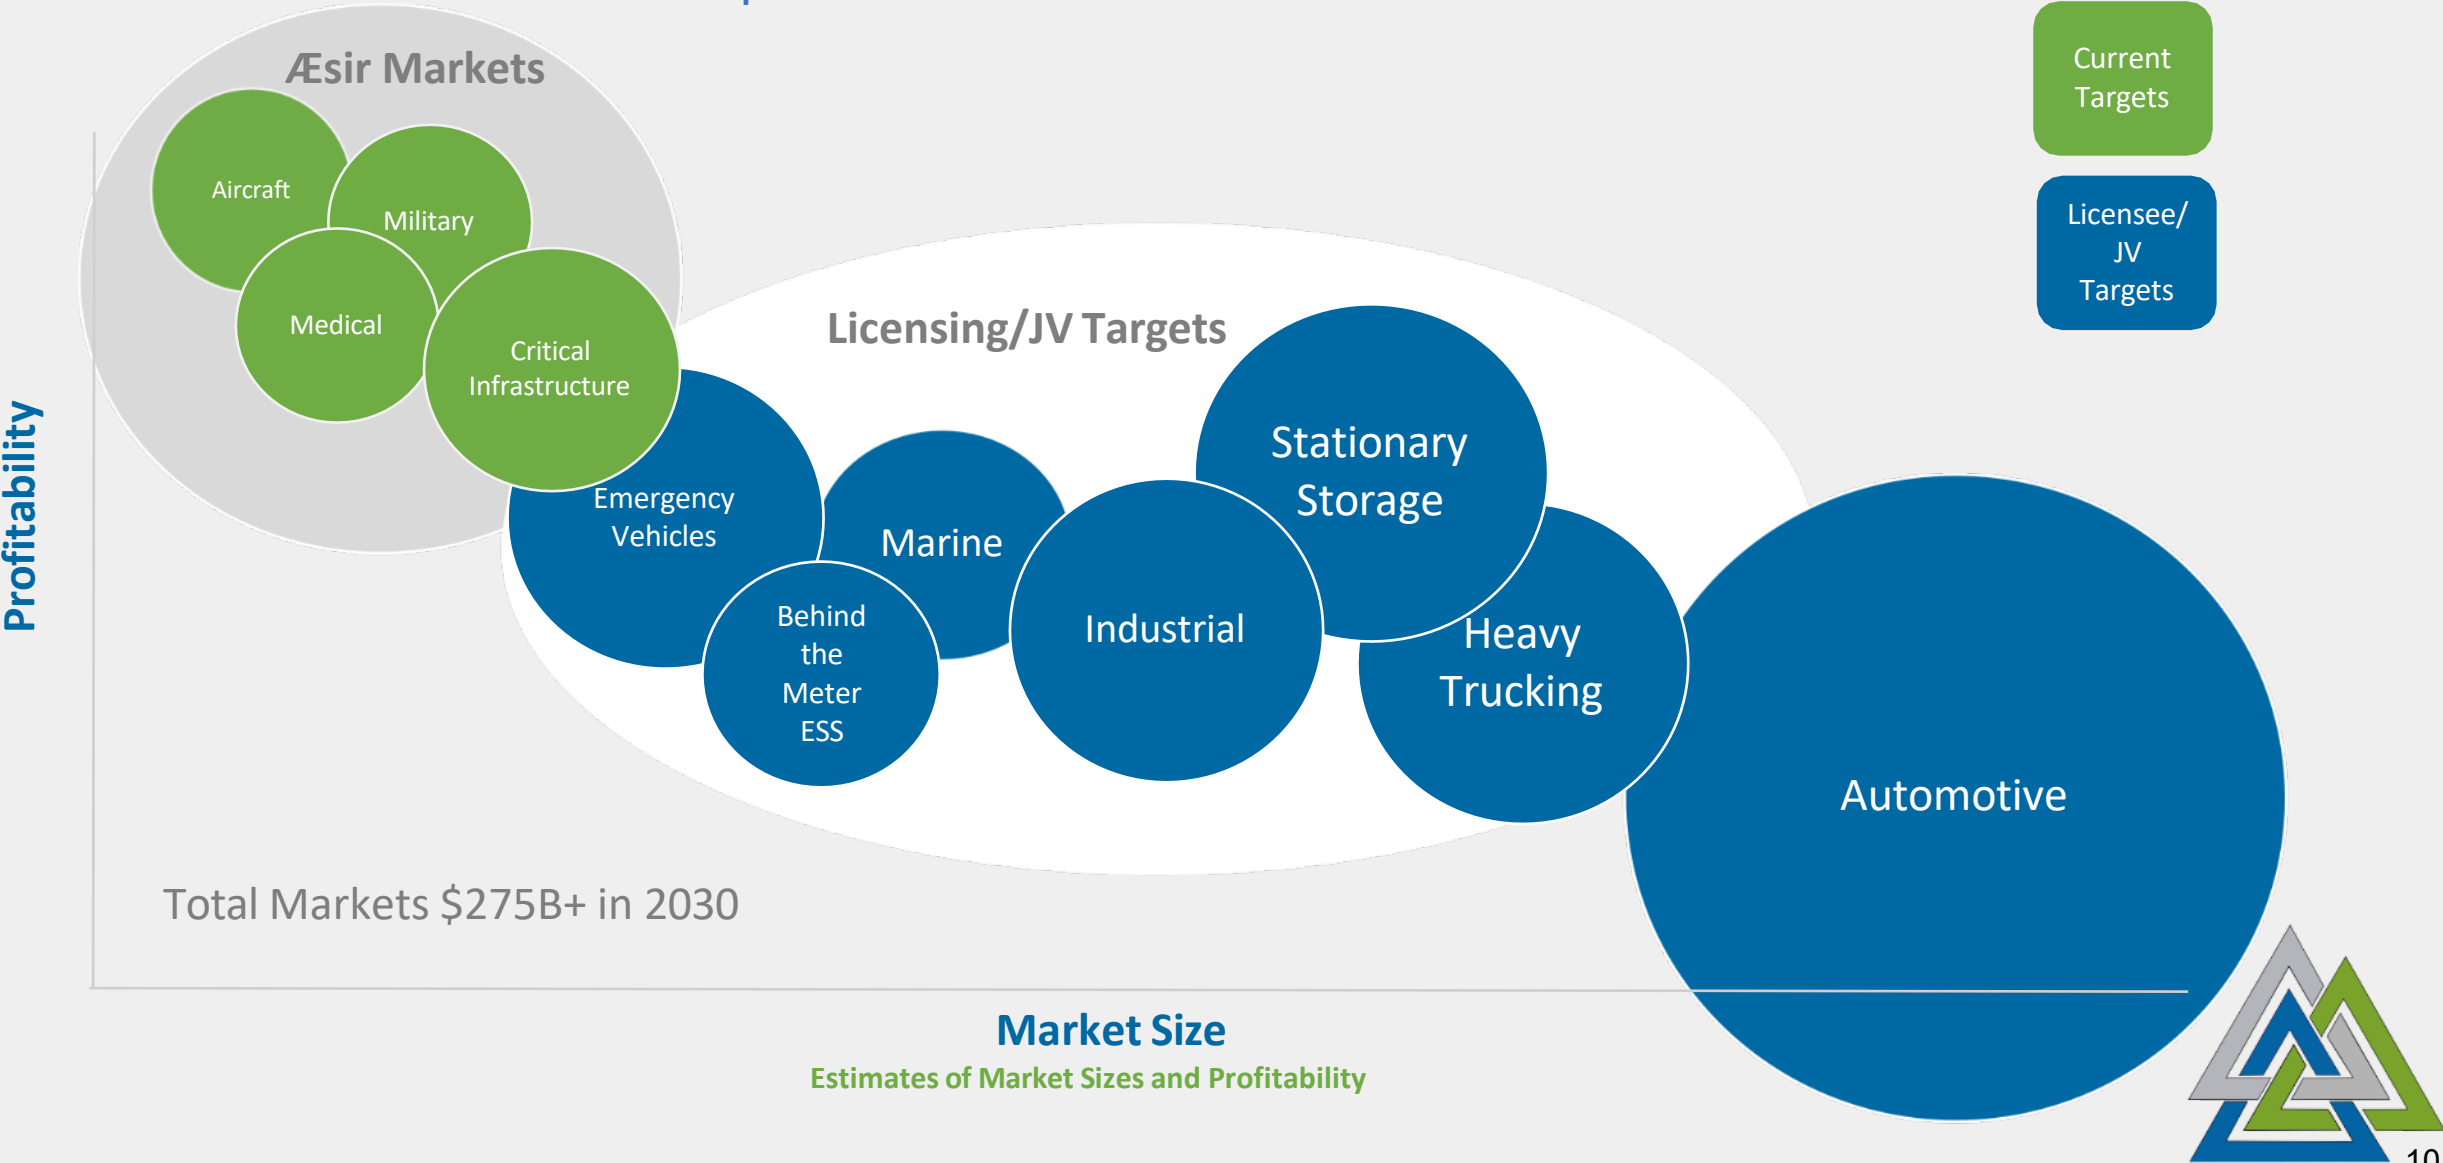 Æsir Markets
Current
Targets
Aircraft
Military
Licensee/
JV
Targets
Medical
Critical
Infrastructure
Licensing/JV Targets
Stationary
Storage
Emergency
Vehicles
Marine
Behind
the
Meter
ESS
Industrial
Heavy
Trucking
Automotive
Profitability
Total Markets $275B+ in 2030
Market Size
Estimates of Market Sizes and Profitability
10